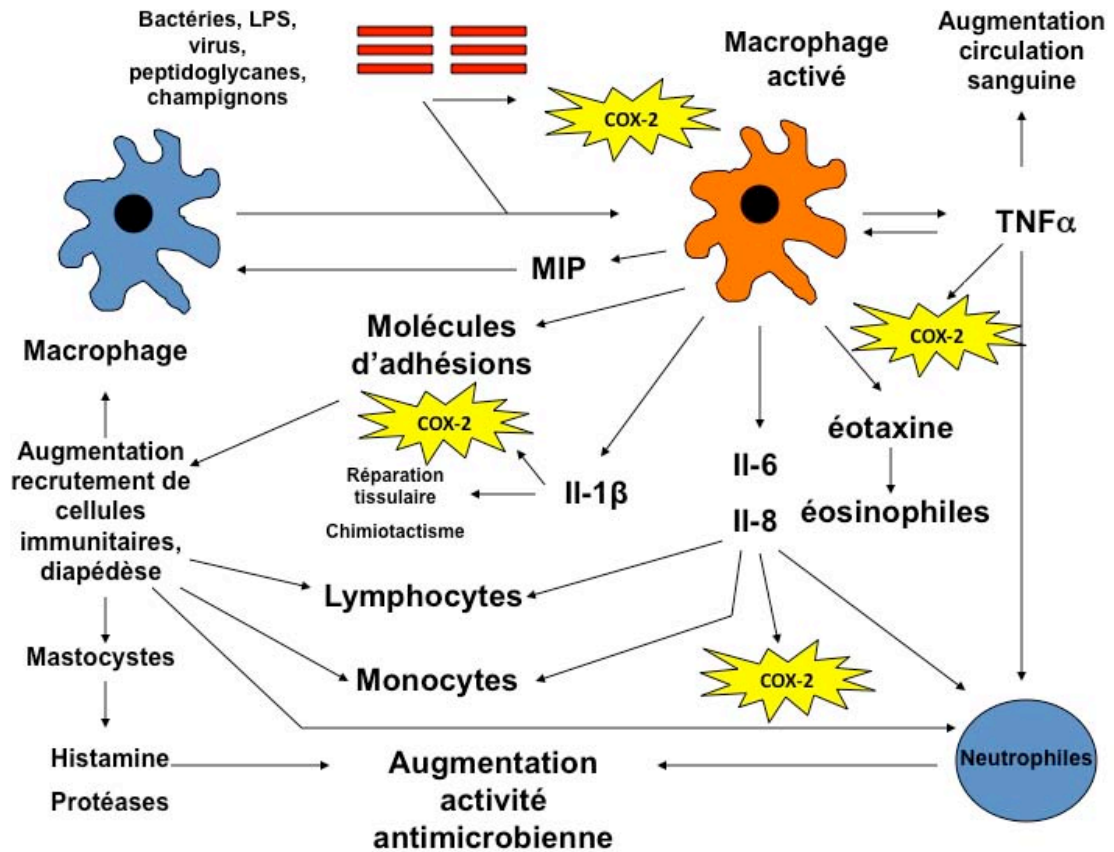 Bactéries, LPS,
virus,
peptidoglycanes,
champignons
COX-2
Macrophage
activé
Augmentation
circulation
sanguine
TNFα
MIP
COX-2
Macrophage
Molécules
d'adhésions
COX-2
Augmentation
recrutement de
cellules
immunitaires,
diapédèse
Réparation
tissulaire
Chimiotactisme
Il-1β
Il-6
Il-8
éotaxine
éosinophiles
Lymphocytes
Mastocystes
Monocytes
COX-2
Histamine
Protéases
Augmentation
activité
antimicrobienne
Neutrophiles